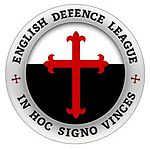 ENGLISH DEFENCE LEAGUE
IN HOC SIGNO VINCES